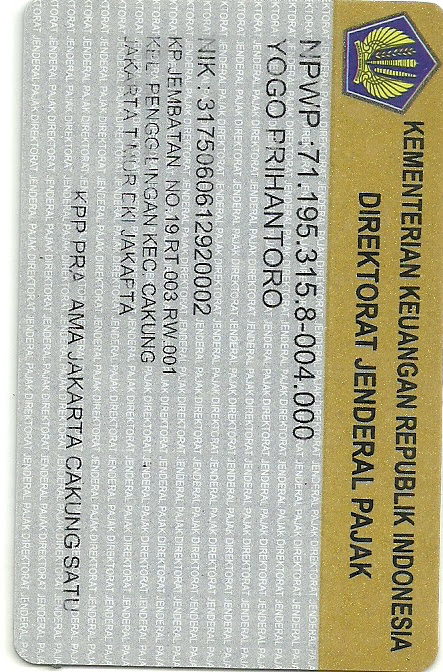 KEMENTERIAN KEUANGAN REPUBLIK INDONESIA
DIREKTORAT JENDERAL PAJAK
NPWP :71.195.315.8-004.000
YOGO PRIHANTORO
NIK : 3175060612920002
KP JEMBATAN NO.19 RT.003 RW.001
KEL PENGGILINGAN KEC. CAKUNG
JAKARTA TIMUR DKI JAKARTA
KPP PRA AMA JAKARTA CAKUNG SATU